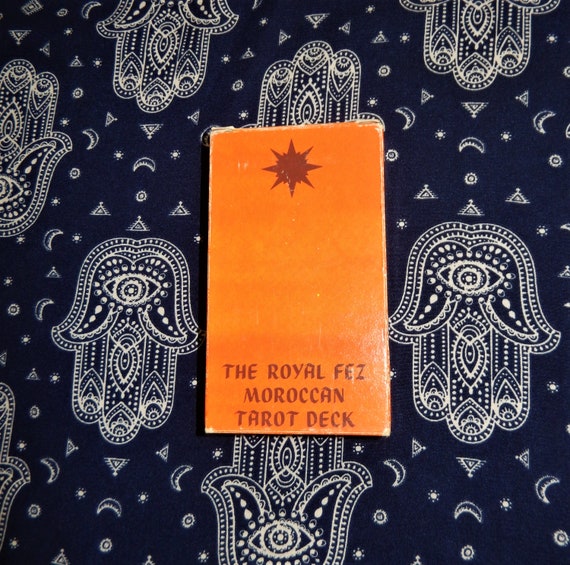 THE ROYAL FEZ
MOROCCAN
TAROT DECK